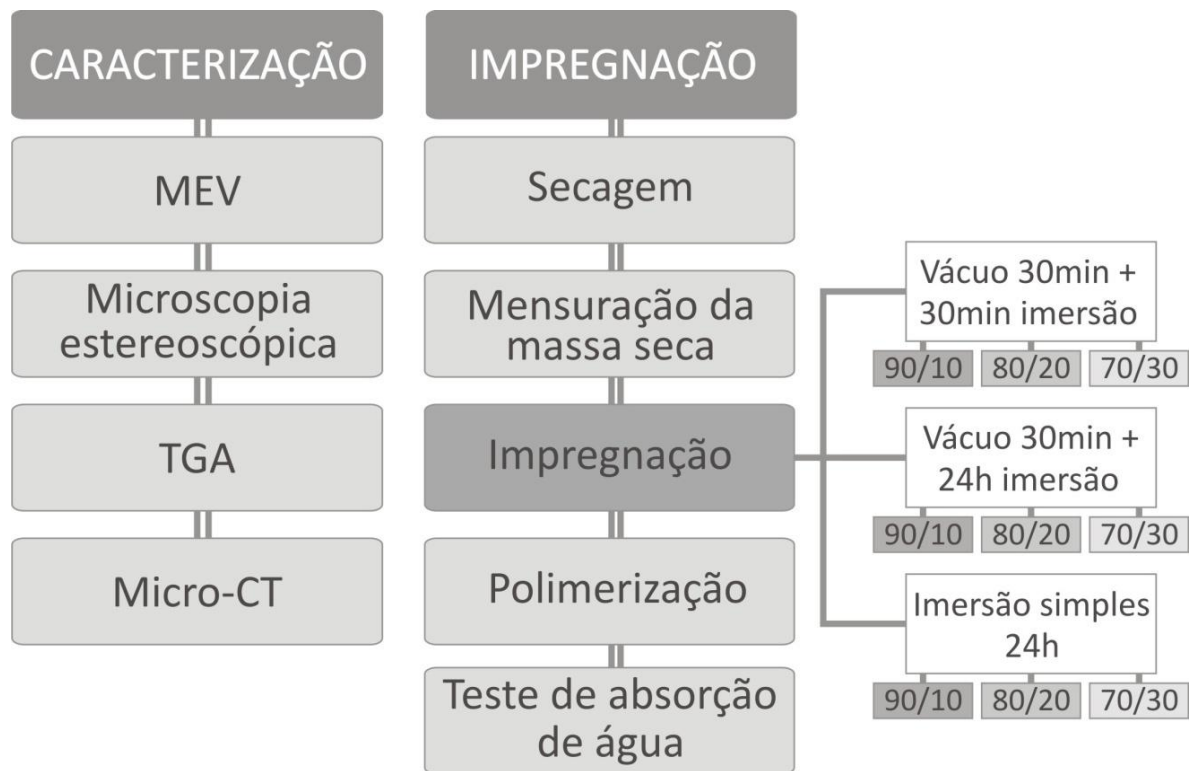 CARACTERIZAÇÃO
MEV
Microscopia
estereoscópica
TGA
Micro-CT
IMPREGNAÇÃO
Secagem
Mensuração da
massa seca
Impregnação
Polimerização
Teste de absorção
de água
Vácuo 30min +
30min imersão
90/10 80/20 70/30
Vácuo 30min +
24h imersão
90/10 80/20 70/30
Imersão simples
24h
90/10 80/20 70/30